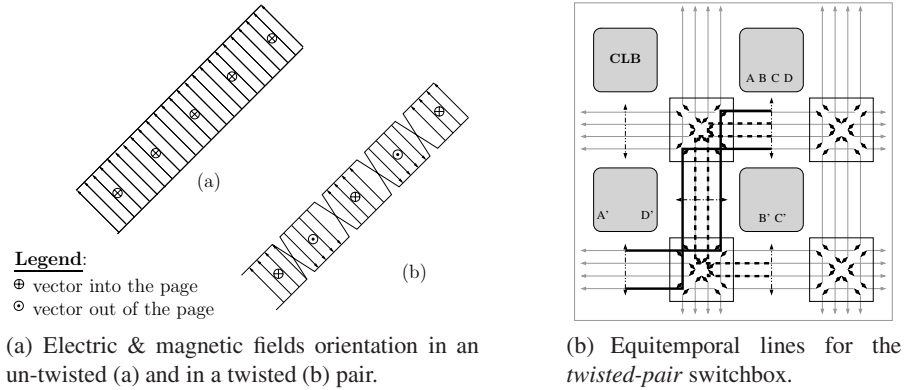 (a)
(b)
Legend:
⊕ vector into the page
⊙ vector out of the page
(a) Electric & magnetic fields orientation in an
un-twisted (a) and in a twisted (b) pair.
CLB
A B C D
A' D'
B' C'
(b) Equitemporal lines for the
twisted-pair switchbox.